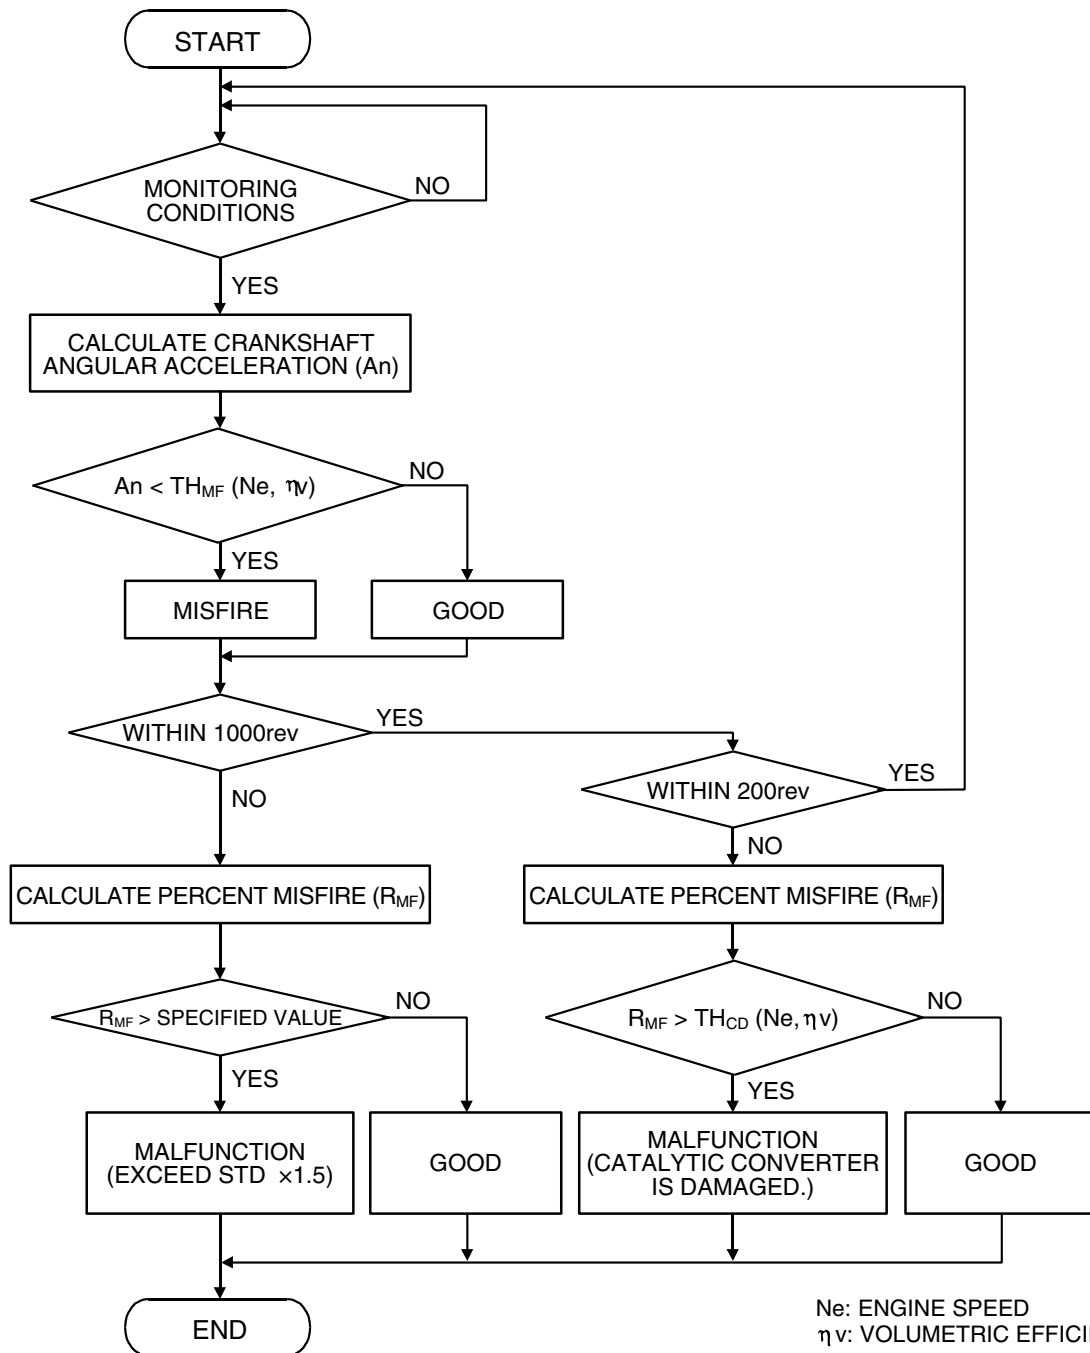 START
MONITORING
CONDITIONS
NO
YES
CALCULATE CRANKSHAFT
ANGULAR ACCELERATION (An)
An < TH_MF (Ne, ηv)
NO
YES
MISFIRE
GOOD
WITHIN 1000rev
YES
WITHIN 200rev
YES
NO
NO
CALCULATE PERCENT MISFIRE (R_MF)
CALCULATE PERCENT MISFIRE (R_MF)
R_MF > SPECIFIED VALUE
NO
R_MF > TH_CD (Ne, ηv)
NO
YES
YES
MALFUNCTION
(EXCEED STD ×1.5)
GOOD
MALFUNCTION
(CATALYTIC CONVERTER
IS DAMAGED.)
GOOD
END
Ne: ENGINE SPEED
ηv: VOLUMETRIC